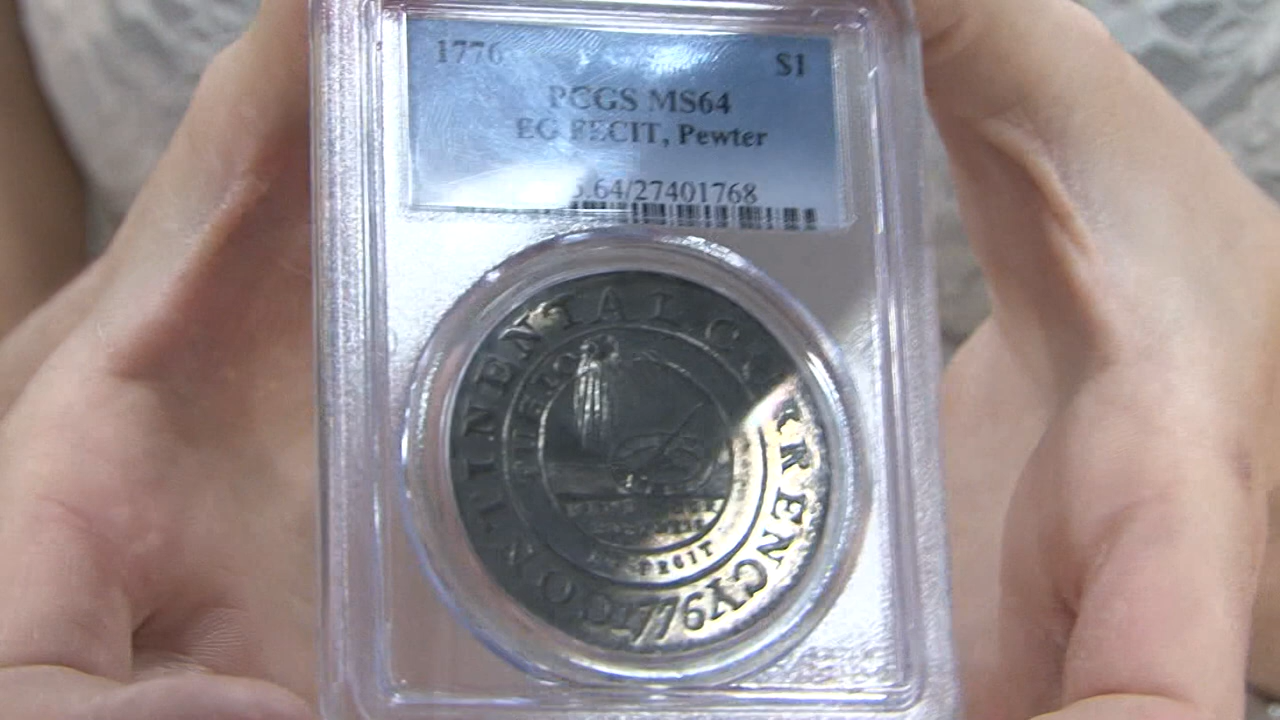 1776 $1
PCGS MS64
EG FECIT, Pewter
.64/27401768
CONTINENTAL CURRENCY
1776
FECIT